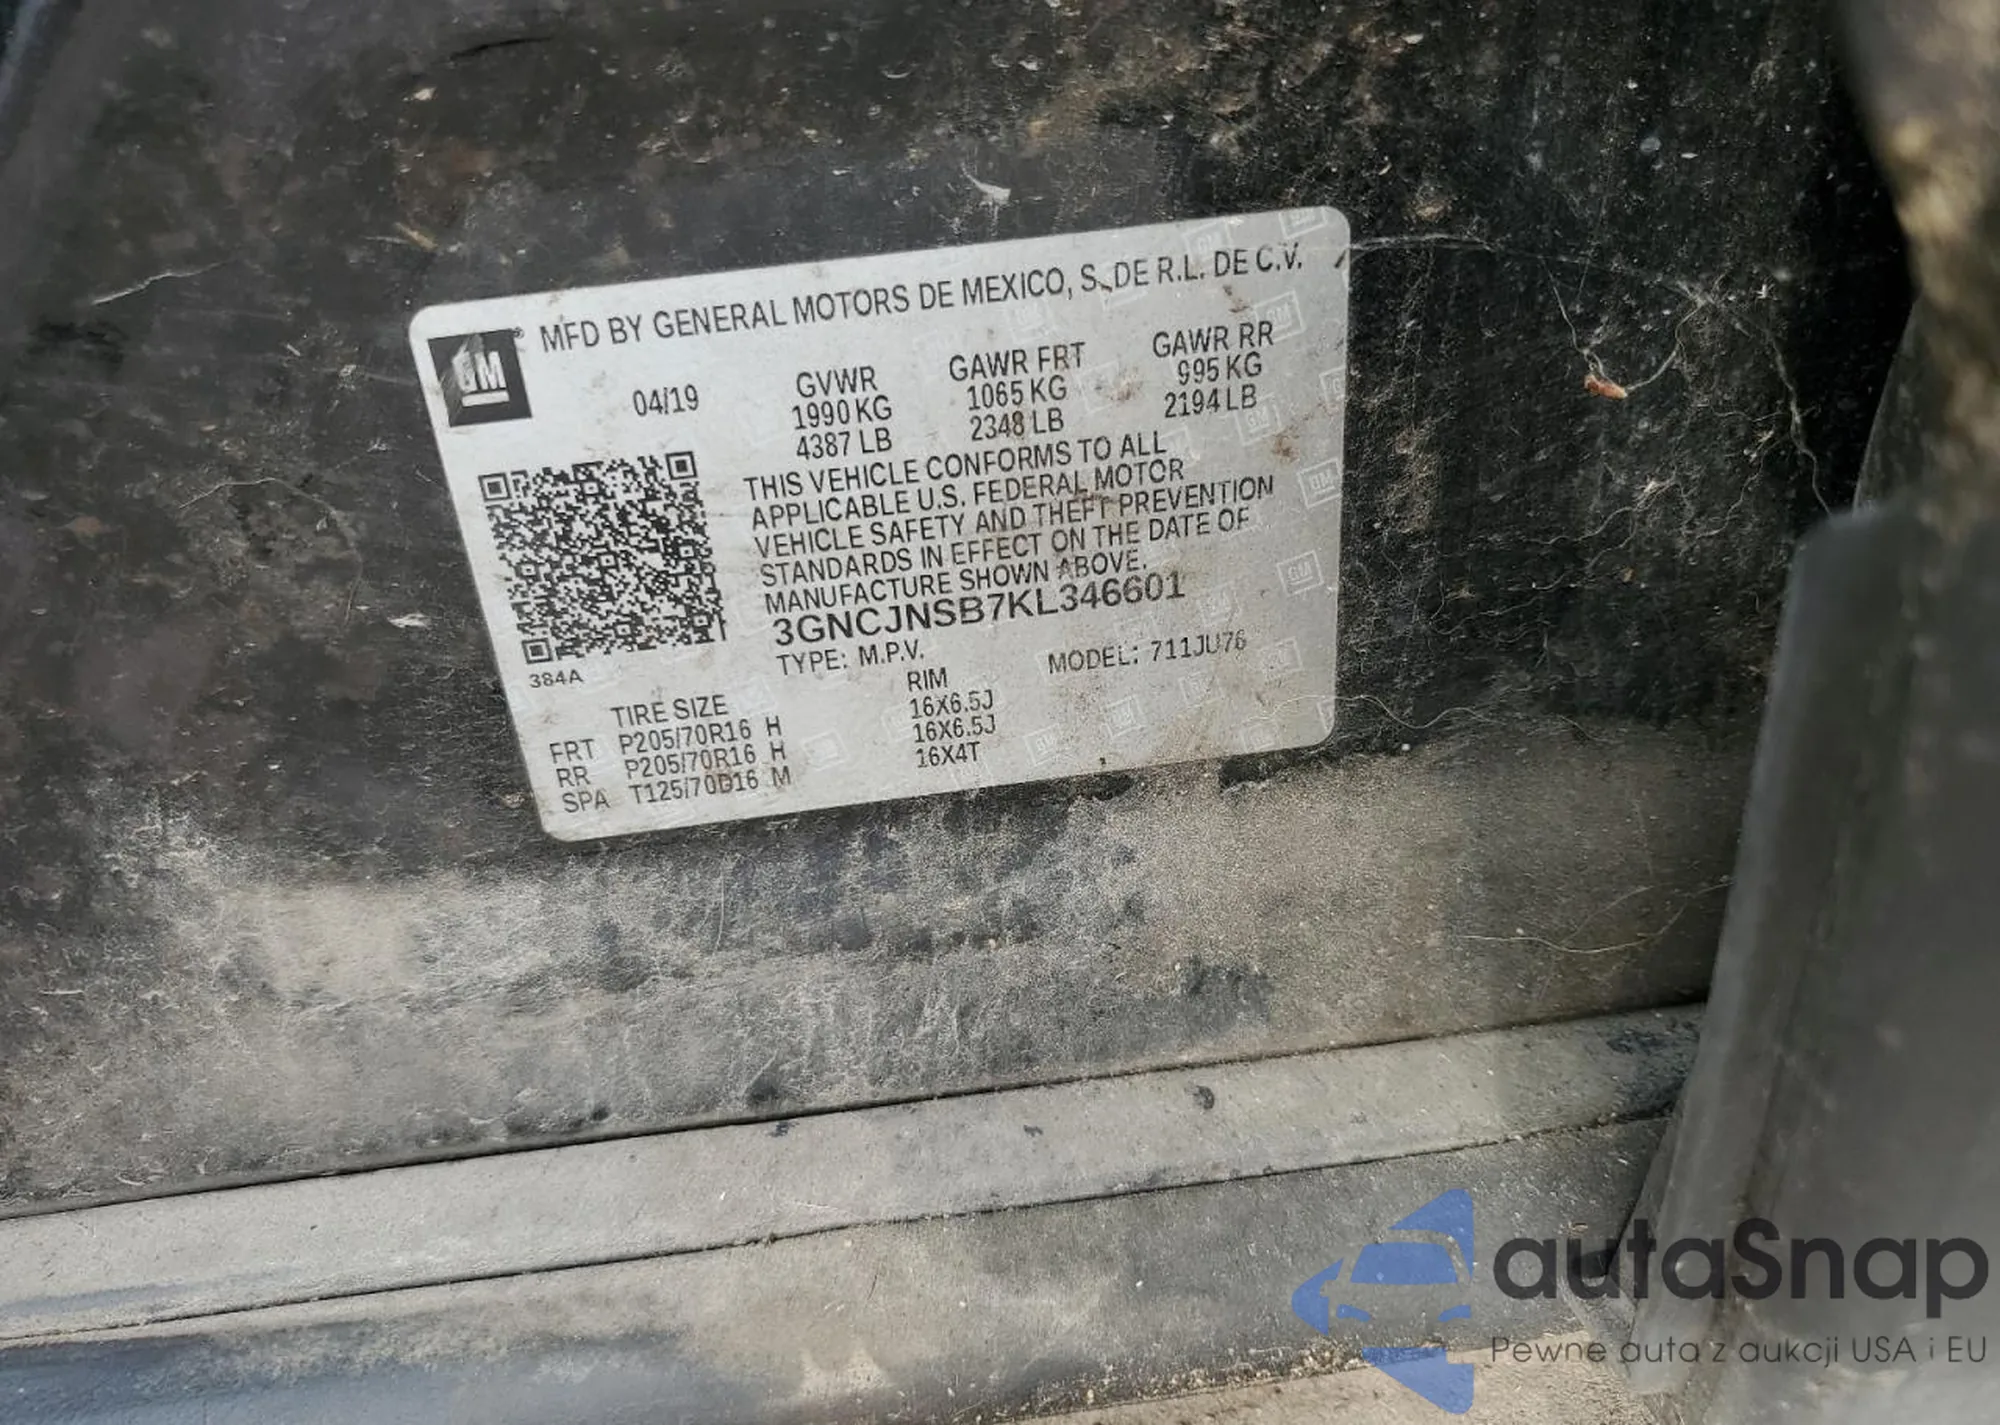 GM® MFD BY GENERAL MOTORS DE MEXICO, S. DE R.L. DE C.V.
04/19 GVWR GAWR FRT GAWR RR
1990 KG 1065 KG 995 KG
4387 LB 2348 LB 2194 LB
THIS VEHICLE CONFORMS TO ALL
APPLICABLE U.S. FEDERAL MOTOR
VEHICLE SAFETY AND THEFT PREVENTION
STANDARDS IN EFFECT ON THE DATE OF
MANUFACTURE SHOWN ABOVE.
3GNCJNSB7KL346601
TYPE: M.P.V. MODEL: 711JU76
384A
TIRE SIZE RIM
FRT P205/70R16 H 16X6.5J
RR P205/70R16 H 16X6.5J
SPA T125/70D16 M 16X4T
autaSnap
Pewne auta z aukcji USA i EU